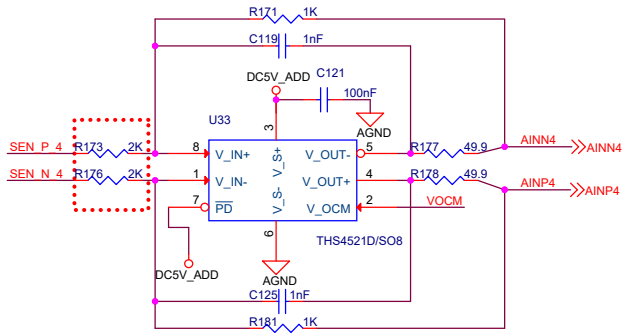 R171 1K
C119 1nF
DC5V_ADD
C121
100nF
AGND
U33
SEN_P_4 R173 2K
8 V_IN+ V_S+ 3 V_OUT- 5 R177 49.9 AINN4 AINN4
SEN_N_4 R176 2K
1 V_IN- V_OUT+ 4 R178 49.9 AINP4 AINP4
7 PD V_S- V_OCM 2 VOCM
6
THS4521D/SO8
DC5V_ADD
AGND
C125 1nF
R181 1K